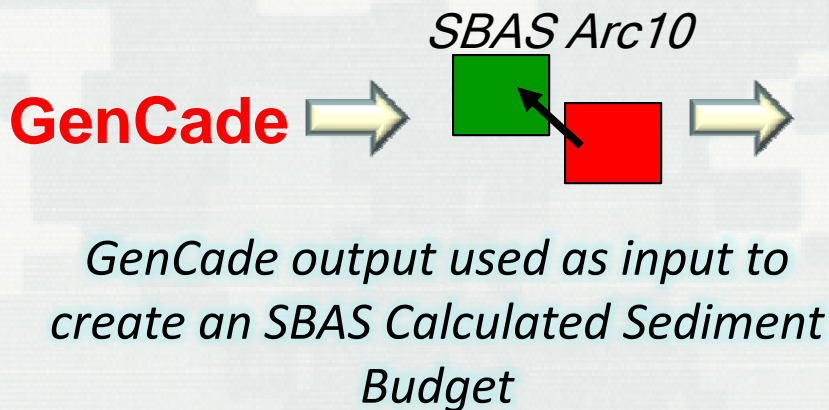 SBAS Arc10
GenCade
GenCade output used as input to
create an SBAS Calculated Sediment
Budget